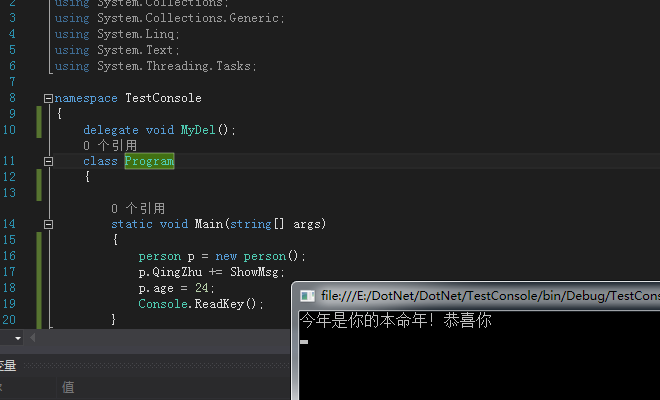 2 using System.Collections;
3 using System.Collections.Generic;
4 using System.Linq;
5 using System.Text;
6 using System.Threading.Tasks;
7
8 namespace TestConsole
9 {
10 delegate void MyDel();
0 个引用
11 class Program
12 {
13
0 个引用
14 static void Main(string[] args)
15 {
16 person p = new person();
17 p.QingZhu += ShowMsg;
18 p.age = 24;
19 Console.ReadKey();
20 }
file:///E:/DotNet/DotNet/TestConsole/bin/Debug/TestCons
今年是你的本命年! 恭喜你
变量
值